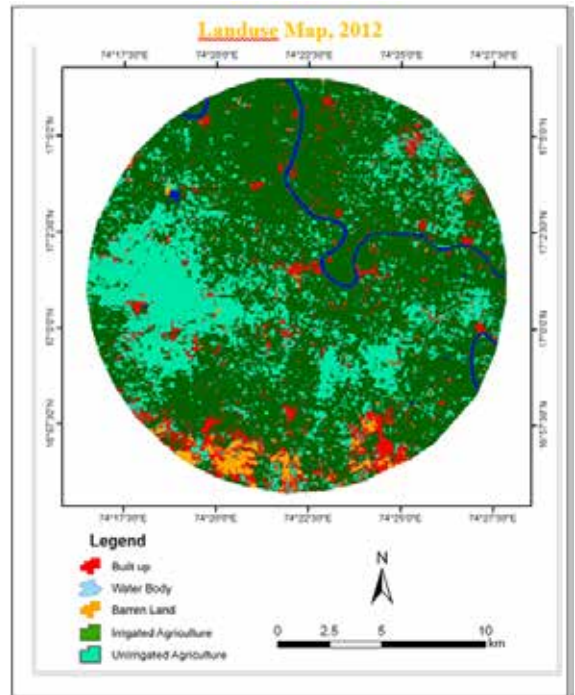 Landuse Map, 2012
74°17'30"E 74°20'0"E 74°22'30"E 74°25'0"E 74°27'30"E
17°2'30"N 17°2'30"N
17°0'0"N 17°0'0"N
16°57'30"N 16°57'30"N
74°17'30"E 74°20'0"E 74°22'30"E 74°25'0"E 74°27'30"E
Legend
Built up
Water Body
Barren Land
Irrigated Agriculture
UnIrrigated Agriculture
N
0 2.5 5 10
km